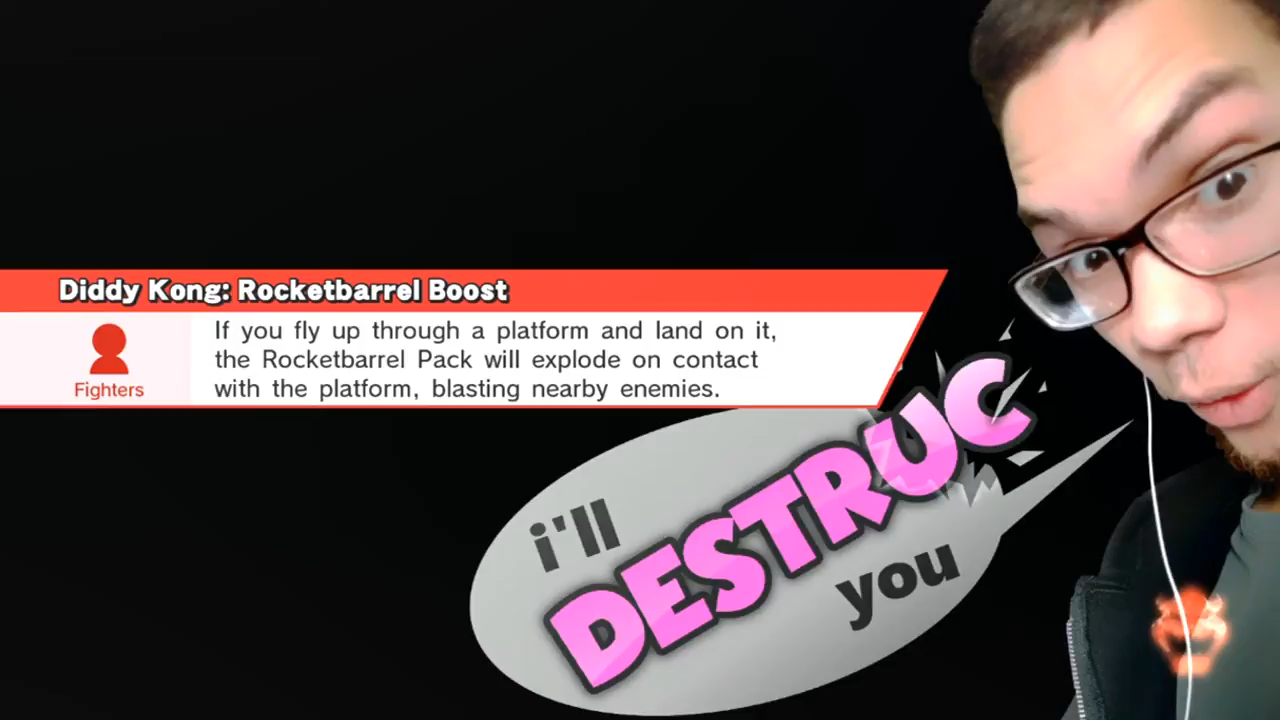 Diddy Kong: Rocketbarrel Boost
If you fly up through a platform and land on it,
the Rocketbarrel Pack will explode on contact
with the platform, blasting nearby enemies.
Fighters
i'll
DESTRUC
you